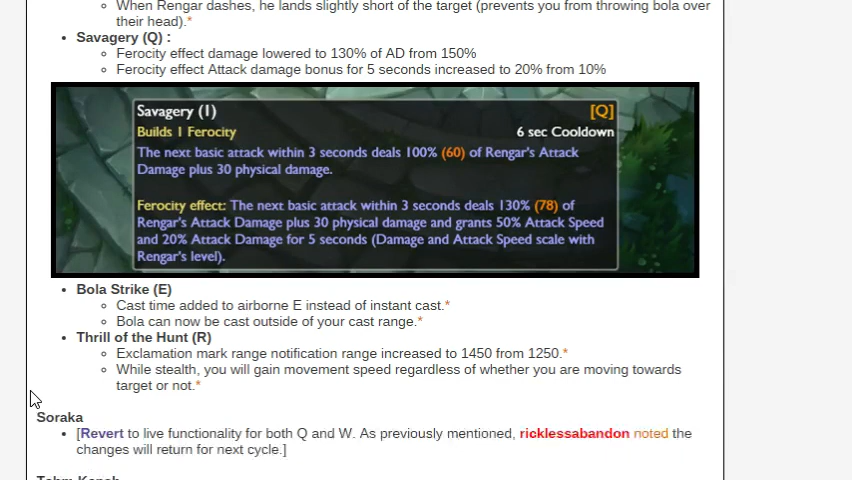 When Rengar dashes, he lands slightly short of the target (prevents you from throwing bola over
their head).*
Savagery (Q) :
Ferocity effect damage lowered to 130% of AD from 150%
Ferocity effect Attack damage bonus for 5 seconds increased to 20% from 10%
Savagery (1) [Q]
Builds 1 Ferocity 6 sec Cooldown
The next basic attack within 3 seconds deals 100% (60) of Rengar's Attack
Damage plus 30 physical damage.
Ferocity effect: The next basic attack within 3 seconds deals 130% (78) of
Rengar's Attack Damage plus 30 physical damage and grants 50% Attack Speed
and 20% Attack Damage for 5 seconds (Damage and Attack Speed scale with
Rengar's level).
Bola Strike (E)
Cast time added to airborne E instead of instant cast.*
Bola can now be cast outside of your cast range.*
Thrill of the Hunt (R)
Exclamation mark range notification range increased to 1450 from 1250.*
While stealth, you will gain movement speed regardless of whether you are moving towards
target or not.*
Soraka
[Revert to live functionality for both Q and W. As previously mentioned, ricklessabandon noted the
changes will return for next cycle.]